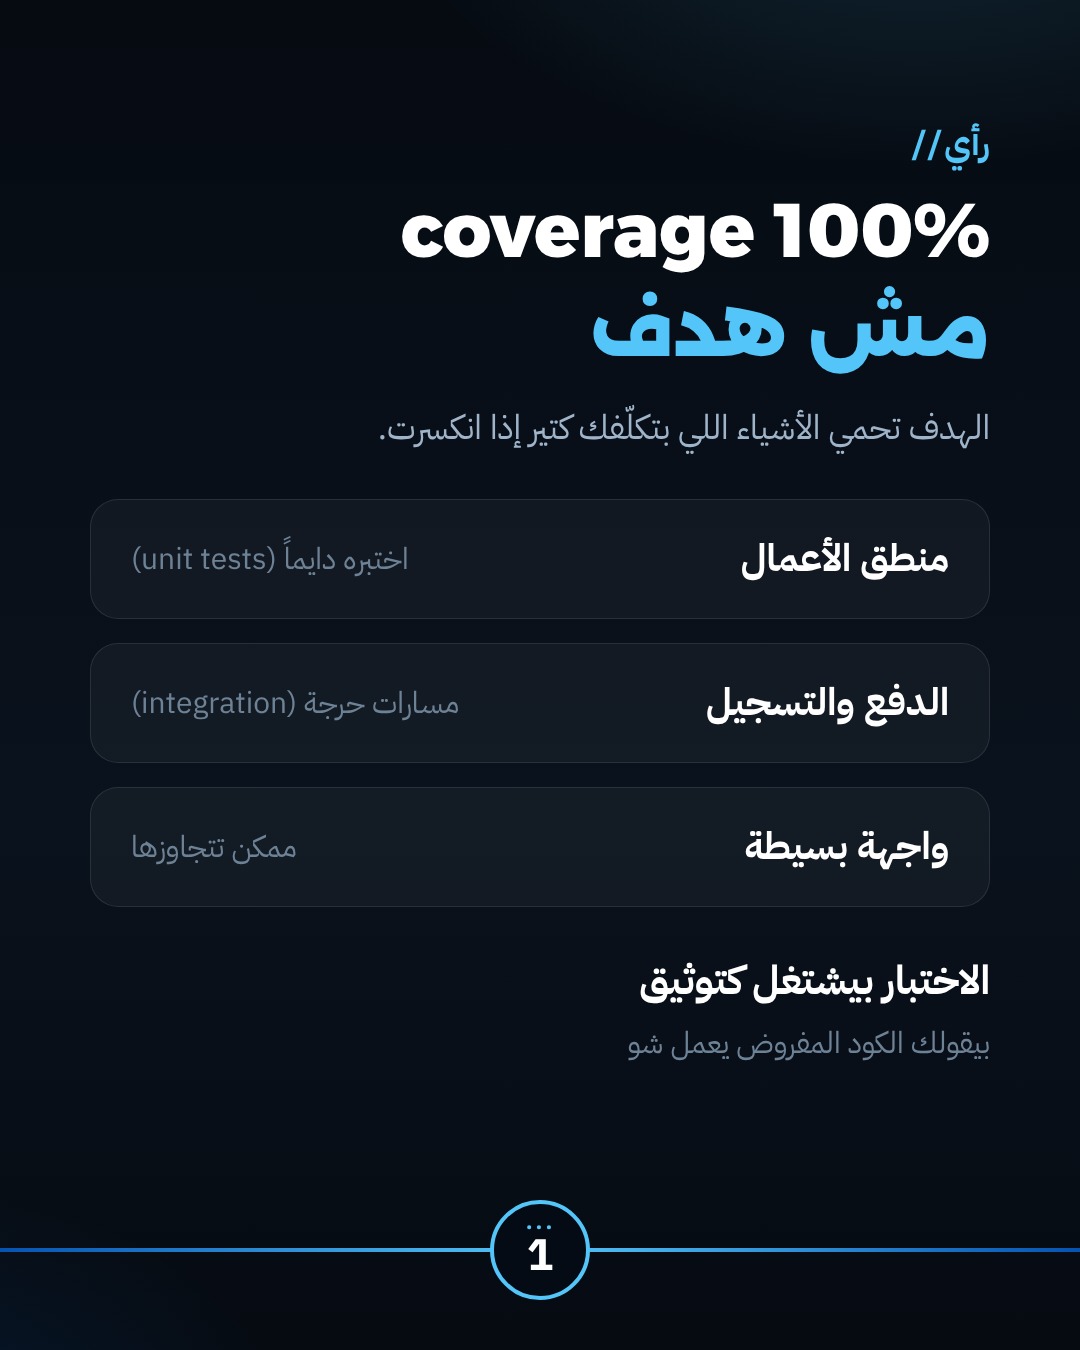 رأي //
coverage 100%
مش هدف
الهدف تحمي الأشياء اللي بتكلّفك كتير إذا انكسرت.
منطق الأعمال
اختبره دايماً (unit tests)
الدفع والتسجيل
مسارات حرجة (integration)
واجهة بسيطة
ممكن تتجاوزها
الاختبار بيشتغل كتوثيق
بيقولك الكود المفروض يعمل شو
1